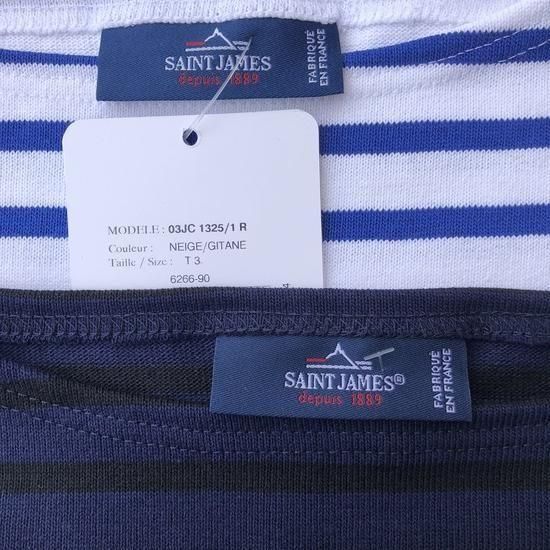 SAINT JAMES
depuis 1889
FABRIQUÉ
EN FRANCE
MODELE : 03JC 1325/1 R
Couleur : NEIGE/GITANE
Taille / Size : T 3
6266-90
SAINT JAMES®
depuis 1889
FABRIQUÉ
EN FRANCE